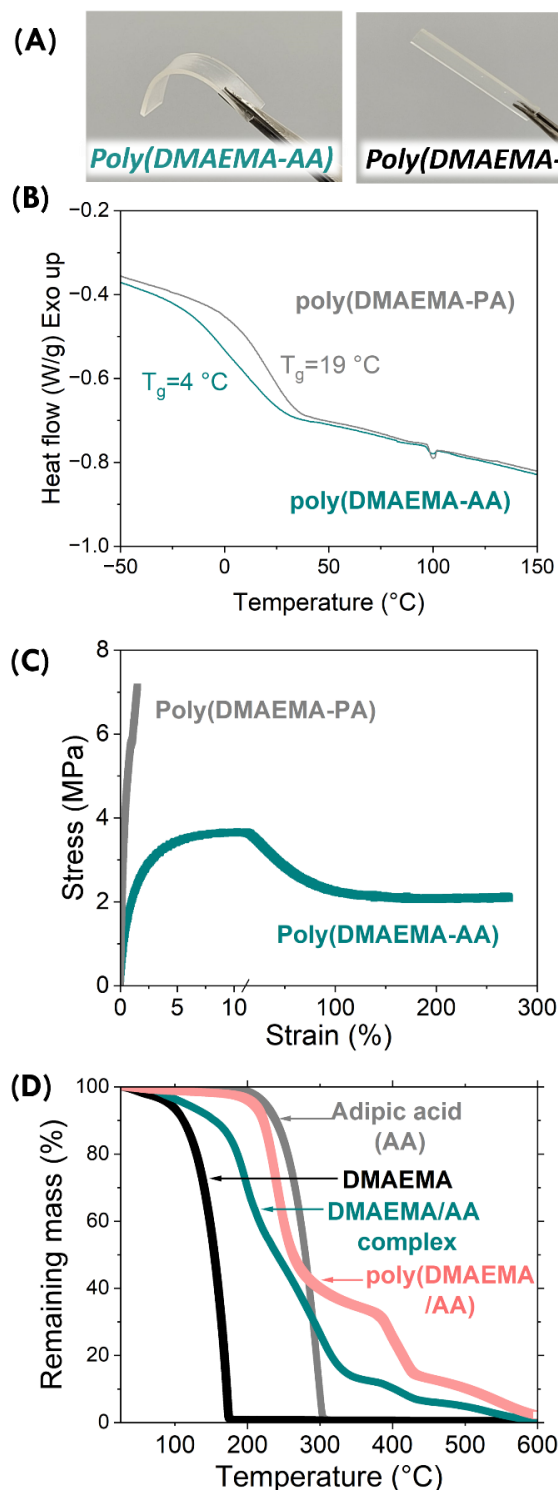 (A)
Poly(DMAEMA-AA)
Poly(DMAEMA-
(B)
−0.2
−0.4
−0.6
−0.8
−1.0
Heat flow (W/g) Exo up
poly(DMAEMA-PA)
Tg=4 °C
Tg=19 °C
poly(DMAEMA-AA)
−50
0
50
100
150
Temperature (°C)
(C)
8
6
4
2
0
Stress (MPa)
Poly(DMAEMA-PA)
Poly(DMAEMA-AA)
0
5
10
100
200
300
Strain (%)
(D)
100
80
60
40
20
0
Remaining mass (%)
Adipic acid
(AA)
DMAEMA
DMAEMA/AA
complex
poly(DMAEMA
/AA)
100
200
300
400
500
600
Temperature (°C)